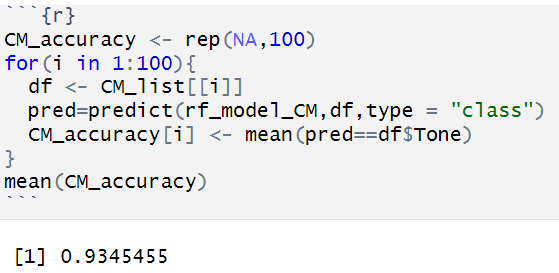 ```{r}
CM_accuracy <- rep(NA,100)
for(i in 1:100){
  df <- CM_list[[i]]
  pred=predict(rf_model_CM,df,type = "class")
  CM_accuracy[i] <- mean(pred==df$Tone)
}
mean(CM_accuracy)
```
[1] 0.9345455